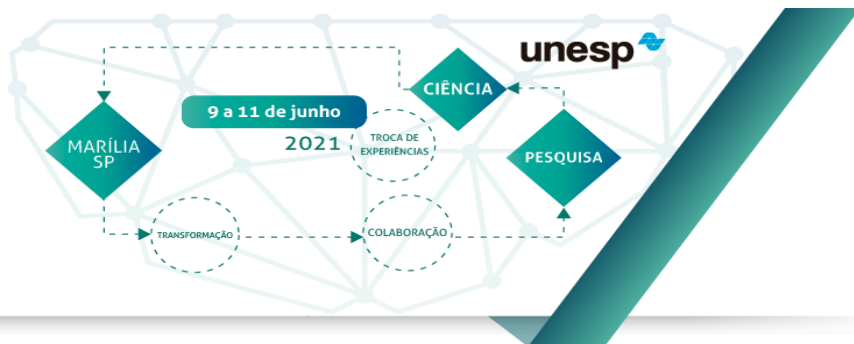 unesp
CIÊNCIA
9 a 11 de junho
2021
TROCA DE
EXPERIÊNCIAS
MARÍLIA
SP
PESQUISA
TRANSFORMAÇÃO
COLABORAÇÃO